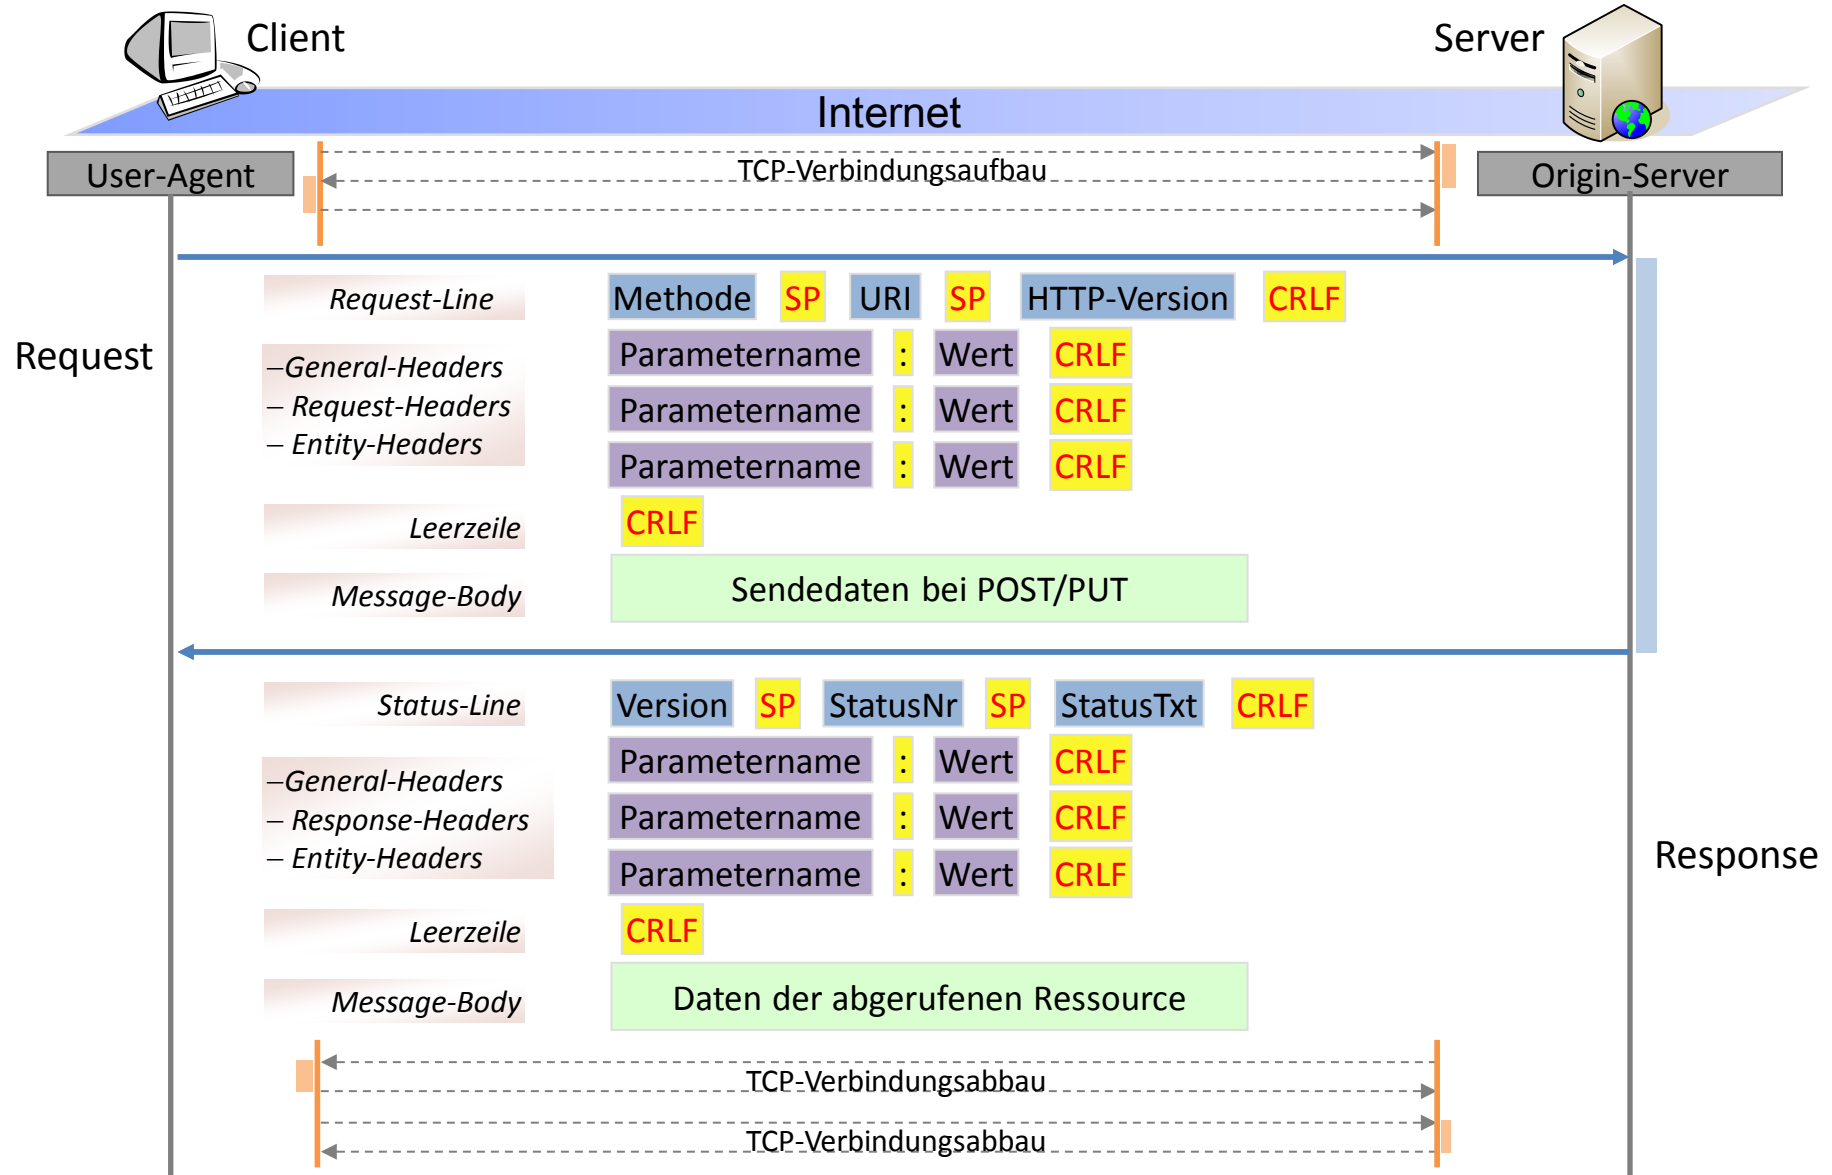 Client
Server
Internet
User-Agent
TCP-Verbindungsaufbau
Origin-Server
Request-Line
Methode SP URI SP HTTP-Version CRLF
Request
–General-Headers
– Request-Headers
– Entity-Headers
Parametername : Wert CRLF
Parametername : Wert CRLF
Parametername : Wert CRLF
Leerzeile
CRLF
Message-Body
Sendedaten bei POST/PUT
Status-Line
Version SP StatusNr SP StatusTxt CRLF
–General-Headers
– Response-Headers
– Entity-Headers
Parametername : Wert CRLF
Parametername : Wert CRLF
Parametername : Wert CRLF
Response
Leerzeile
CRLF
Message-Body
Daten der abgerufenen Ressource
TCP-Verbindungsabbau
TCP-Verbindungsabbau